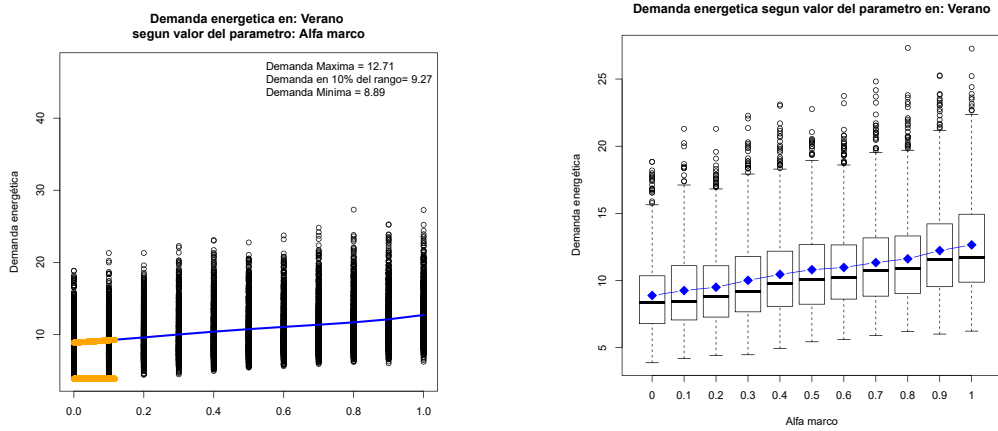 Demanda energetica en: Verano
segun valor del parametro: Alfa marco
Demanda Maxima = 12.71
Demanda en 10% del rango= 9.27
Demanda Minima = 8.89
Demanda energética
40
30
20
10
0.0 0.2 0.4 0.6 0.8 1.0
Demanda energetica segun valor del parametro en: Verano
Demanda energética
25
20
15
10
5
0 0.1 0.2 0.3 0.4 0.5 0.6 0.7 0.8 0.9 1
Alfa marco